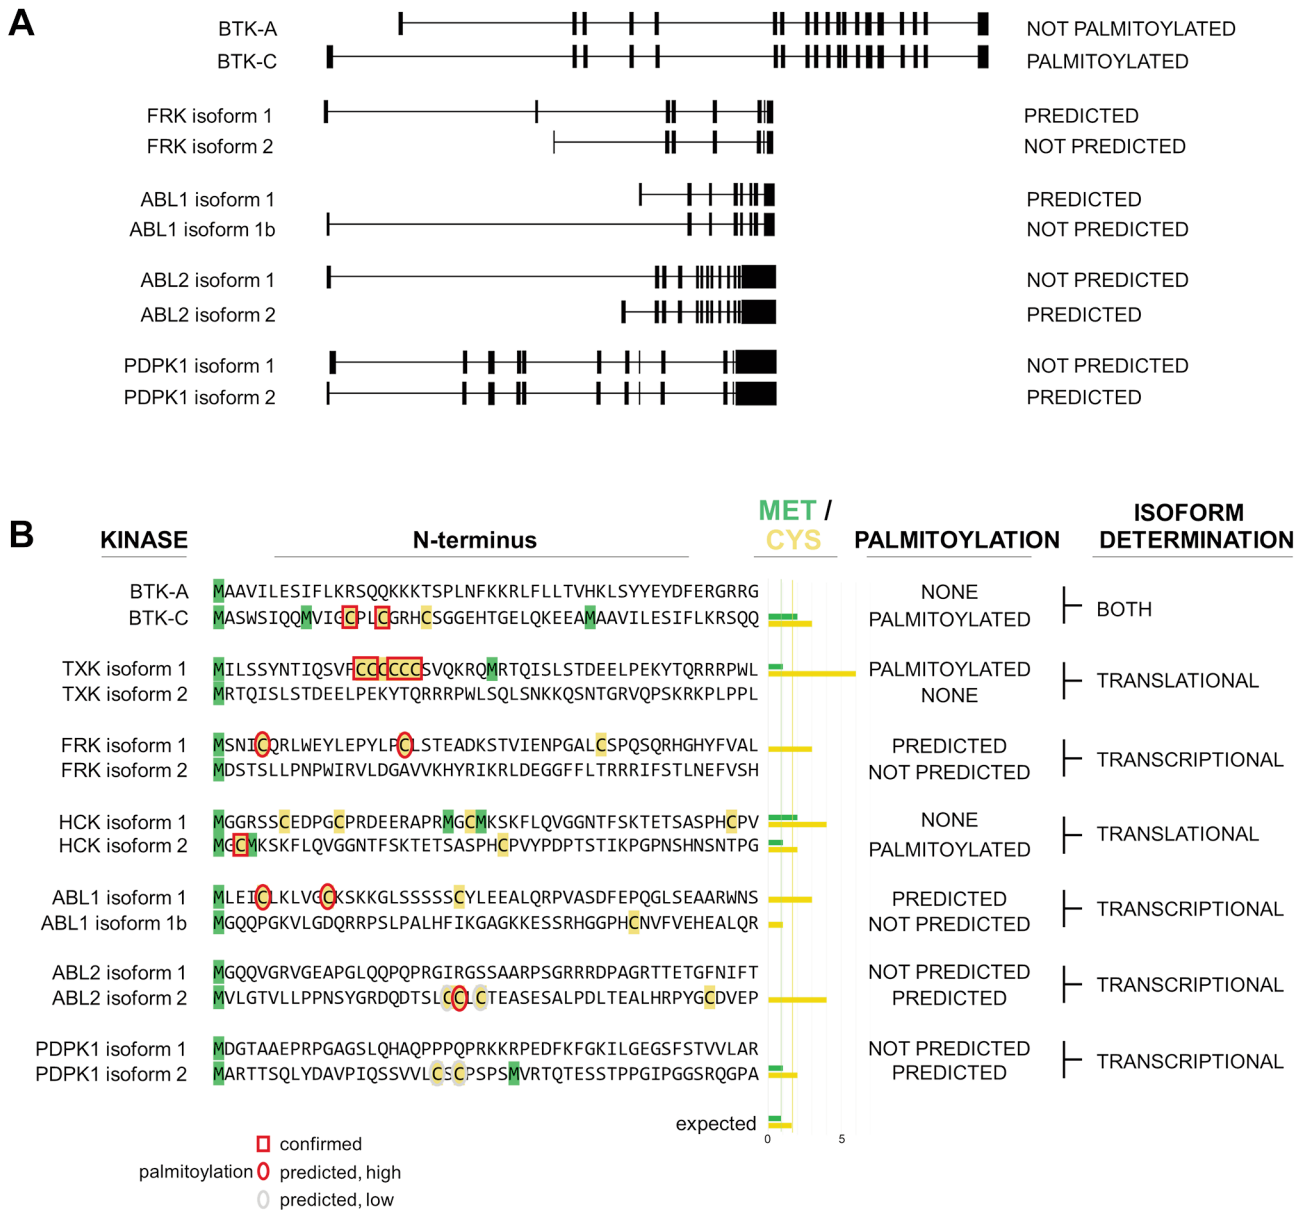 A
BTK-A NOT PALMITOYLATED
BTK-C PALMITOYLATED
FRK isoform 1 PREDICTED
FRK isoform 2 NOT PREDICTED
ABL1 isoform 1 PREDICTED
ABL1 isoform 1b NOT PREDICTED
ABL2 isoform 1 NOT PREDICTED
ABL2 isoform 2 PREDICTED
PDPK1 isoform 1 NOT PREDICTED
PDPK1 isoform 2 PREDICTED
B
KINASE N-terminus MET / CYS PALMITOYLATION ISOFORM DETERMINATION
BTK-A MAAVILESIFLKRSQQKKKTSPLNFKKRLFLLTVHKLSYYEYDFERGRRG NONE
BTK-C MASWSIQQMVIGCPLCGRHCSGGEHTGELQKEEAMAAVILESIFLKRSQQ PALMITOYLATED
BOTH
TXK isoform 1 MILSSYNTIQSVFCCCCCCSVQKRQMRTQISLSTDEELPEKYTQRRRPWL PALMITOYLATED
TXK isoform 2 MRTQISLSTDEELPEKYTQRRRPWLSQLSNKKQSNTGRVQPSKRKPLPPL NONE
TRANSLATIONAL
FRK isoform 1 MSNICQRLWEYLEPYLPCLSTEADKSTVIENPGALCSPQSQRHGHYFVAL PREDICTED
FRK isoform 2 MDSTSLLPNPWIRVLDGAVVKHYRIKRLDEGGFFLTRRRIFSTLNEFVSH NOT PREDICTED
TRANSCRIPTIONAL
HCK isoform 1 MGGRSSCEDPGCPRDEERAPRMGCMKSKFLQVGGNTFSKTETSASPHCPV NONE
HCK isoform 2 MGCMKSKFLQVGGNTFSKTETSASPHCPVYVPDPTSTIKPGPNSHNSNTPG PALMITOYLATED
TRANSLATIONAL
ABL1 isoform 1 MLEICLKLVGCKSKKGLSSSSSCYLEEALQRPVASDFEPQGLSEAARWNS PREDICTED
ABL1 isoform 1b MGQQPGKVLGDQRRPSLPALHFIKGAGKKESSRHGGPHCNVFVEHEALQR NOT PREDICTED
TRANSCRIPTIONAL
ABL2 isoform 1 MGQQVGRVGEAPGLQQPQPRGIRGSSAARPSGRRRDPAGRTTETGFNIFT NOT PREDICTED
ABL2 isoform 2 MVLGTVLLPPNSYGRDQDTSLCCLCTEASESALPDLTEALHRPYGCDVEP PREDICTED
TRANSCRIPTIONAL
PDPK1 isoform 1 MDGTAAEPRPGAGSLQHAQPPPQPRKKRPEDFKFGKILGEGSFSTVVLAR NOT PREDICTED
PDPK1 isoform 2 MARTTSQLYDAVPIQSSVVLCSCPSPSMVRTQTESSTPPGIPGGSRQGPA PREDICTED
TRANSCRIPTIONAL
expected
0 5
confirmed
palmitoylation predicted, high
predicted, low